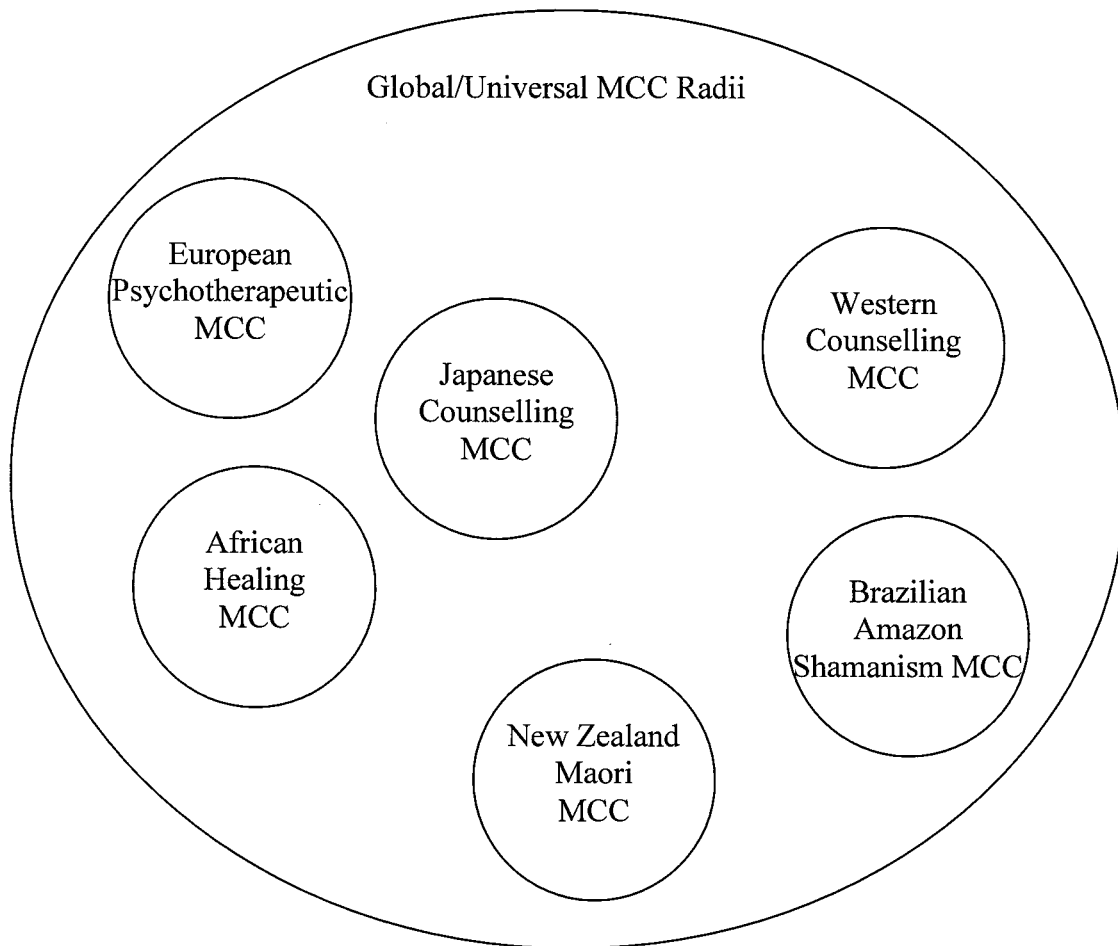 Global/Universal MCC Radii
European
Psychotherapeutic
MCC
Western
Counselling
MCC
Japanese
Counselling
MCC
African
Healing
MCC
Brazilian
Amazon
Shamanism MCC
New Zealand
Maori
MCC